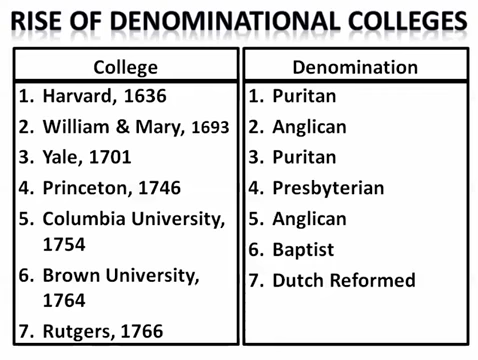 RISE OF DENOMINATIONAL COLLEGES
College
1. Harvard, 1636
2. William & Mary, 1693
3. Yale, 1701
4. Princeton, 1746
5. Columbia University,
1754
6. Brown University,
1764
7. Rutgers, 1766
Denomination
1. Puritan
2. Anglican
3. Puritan
4. Presbyterian
5. Anglican
6. Baptist
7. Dutch Reformed